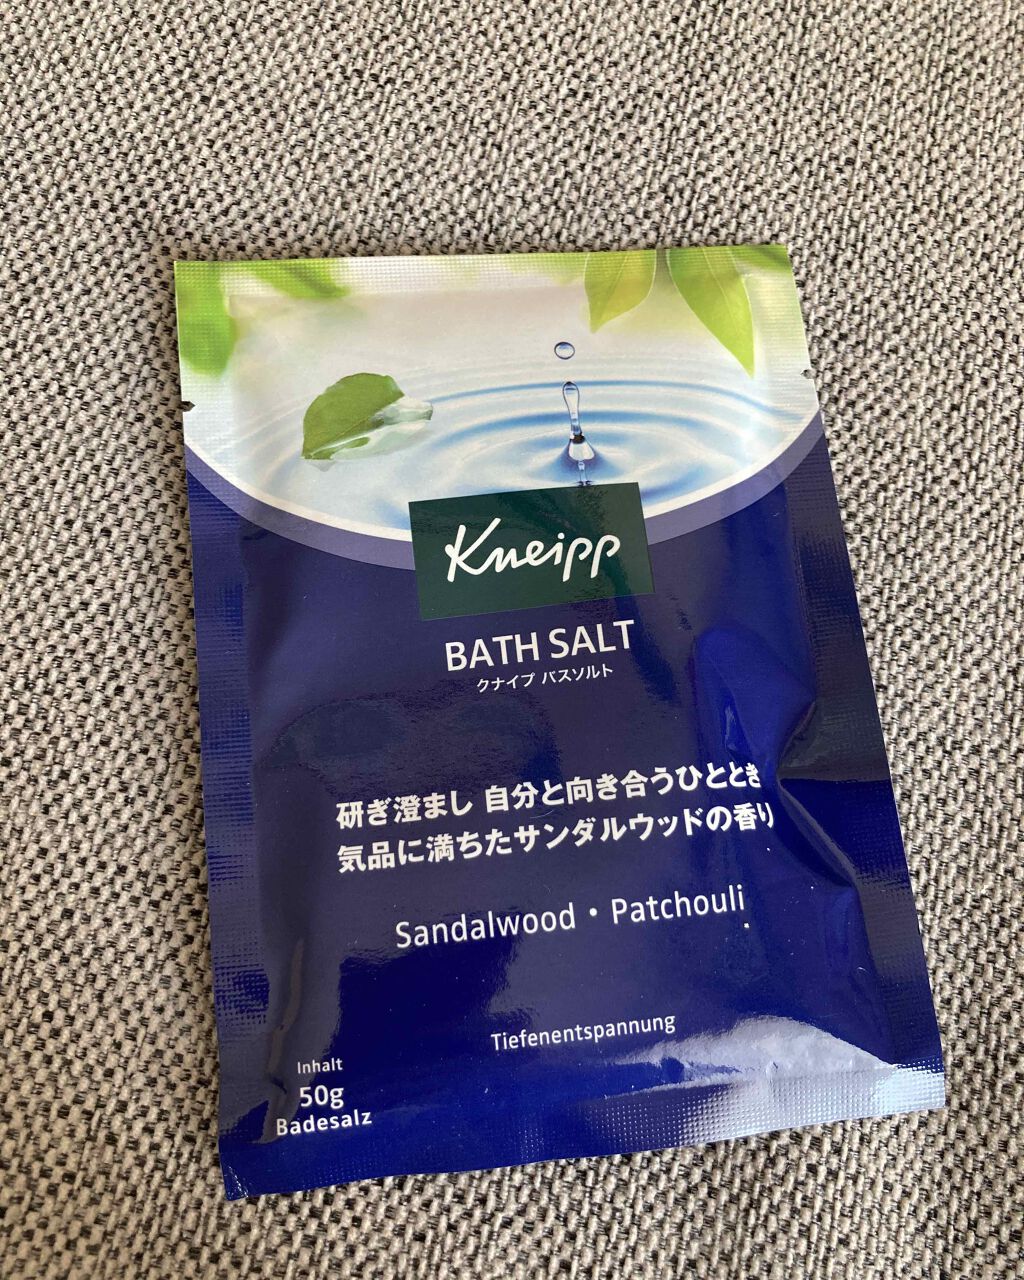 Kneipp
BATH SALT
クナイプ バスソルト
研ぎ澄まし 自分と向き合うひととき
気品に満ちたサンダルウッドの香り
Sandalwood・Patchouli
Tiefenentspannung
Inhalt
50g
Badesalz